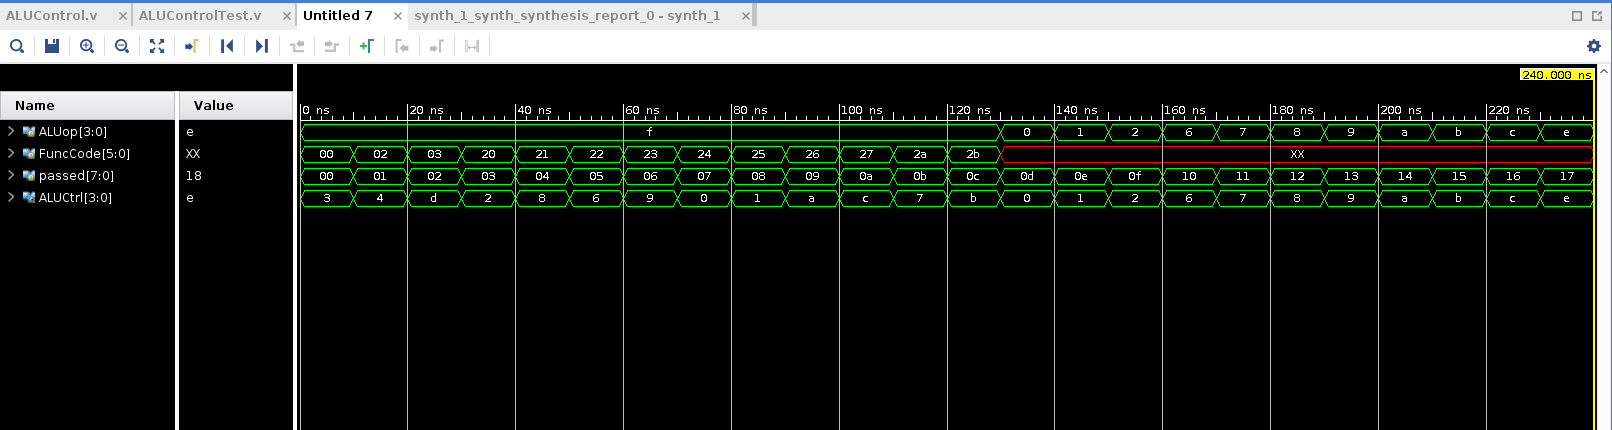 ALUControl.v × ALUControlTest.v × Untitled 7 × synth_1_synth_synthesis_report_0 - synth_1 ×
240.000 ns
Name Value 0 ns 20 ns 40 ns 60 ns 80 ns 100 ns 120 ns 140 ns 160 ns 180 ns 200 ns 220 ns
ALUop[3:0] e f 0 1 2 6 7 8 9 a b c e
FuncCode[5:0] XX 00 02 03 20 21 22 23 24 25 26 27 2a 2b XX
passed[7:0] 18 00 01 02 03 04 05 06 07 08 09 0a 0b 0c 0d 0e 0f 10 11 12 13 14 15 16 17
ALUCtrl[3:0] e 3 4 d 2 8 6 9 0 1 a c 7 b 0 1 2 6 7 8 9 a b c e